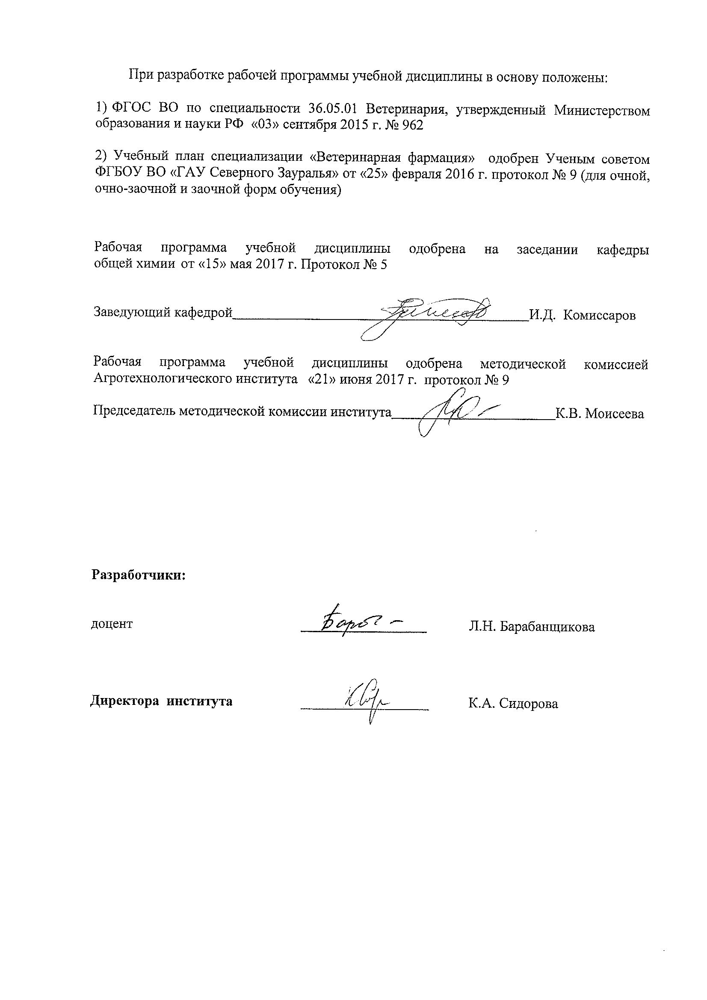 При разработке рабочей программы учебной дисциплины в основу положены:
1) ФГОС ВО по специальности 36.05.01 Ветеринария, утвержденный Министерством
образования и науки РФ «03» сентября 2015 г. № 962
2) Учебный план специализации «Ветеринарная фармация» одобрен Ученым советом
ФГБОУ ВО «ГАУ Северного Зауралья» от «25» февраля 2016 г. протокол № 9 (для очной,
очно-заочной и заочной форм обучения)
Рабочая программа учебной дисциплины одобрена на заседании кафедры
общей химии от «15» мая 2017 г. Протокол № 5
Заведующий кафедрой И.Д. Комиссаров
Рабочая программа учебной дисциплины одобрена методической комиссией
Агротехнологического института «21» июня 2017 г. протокол № 9
Председатель методической комиссии института К.В. Моисеева
Разработчики:
доцент Л.Н. Барабанщикова
Директора института К.А. Сидорова